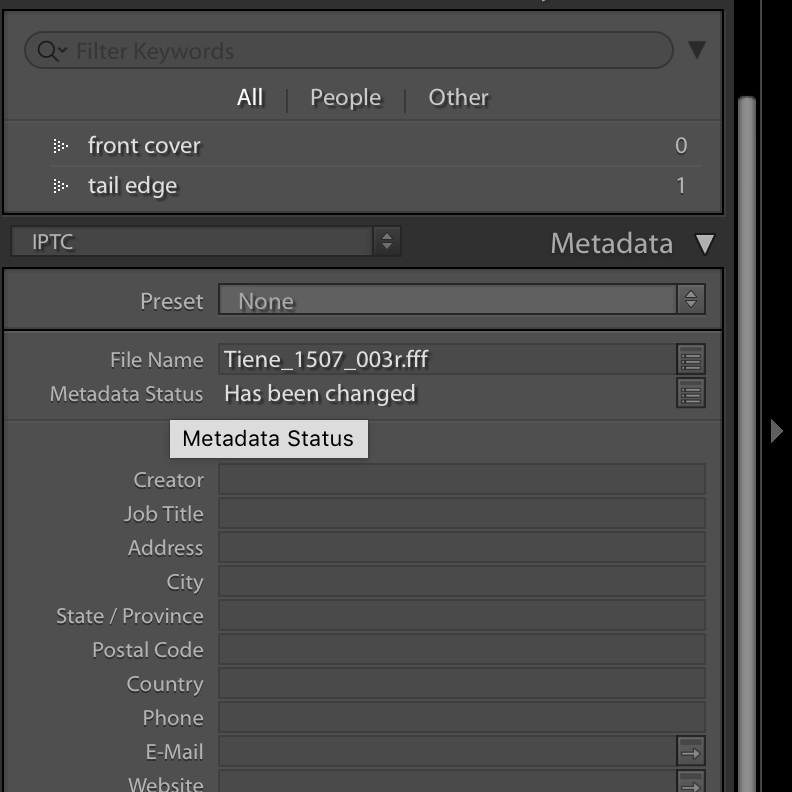 Filter Keywords
All | People | Other
front cover 0
tail edge 1
IPTC Metadata
Preset None
File Name Tiene_1507_003r.fff
Metadata Status Has been changed
Metadata Status
Creator
Job Title
Address
City
State / Province
Postal Code
Country
Phone
E-Mail
Website